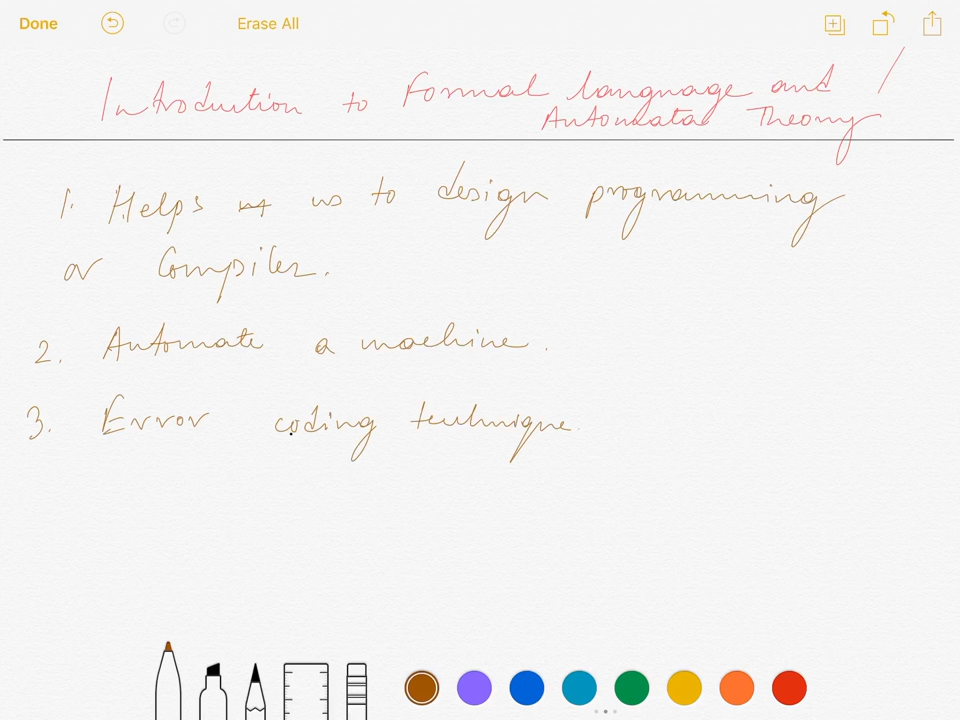 Done Erase All
Introduction to Formal language and /
Automata Theory
1. Helps us to design programming
or Compiler.
2. Automate a machine.
3. Error coding technique.